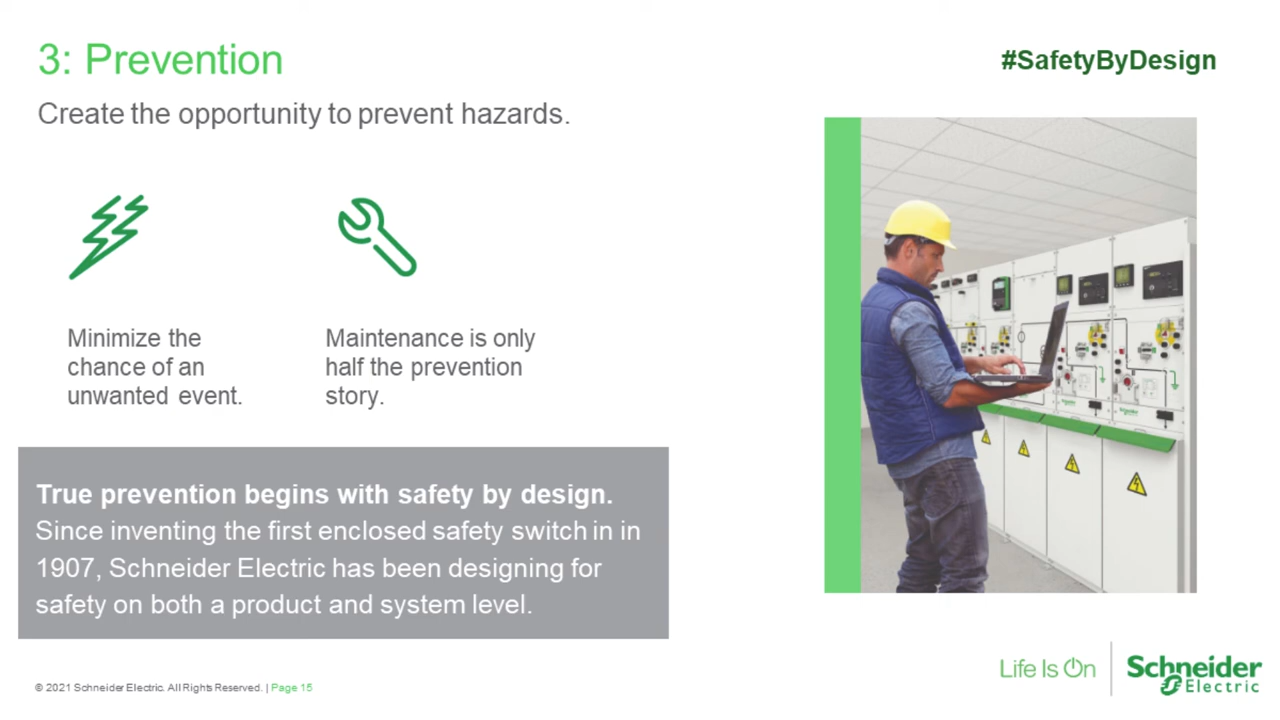 3: Prevention
#SafetyByDesign
Create the opportunity to prevent hazards.
Minimize the
chance of an
unwanted event.
Maintenance is only
half the prevention
story.
True prevention begins with safety by design.
Since inventing the first enclosed safety switch in in
1907, Schneider Electric has been designing for
safety on both a product and system level.
© 2021 Schneider Electric. All Rights Reserved. | Page 15
Life Is On
Schneider
Electric